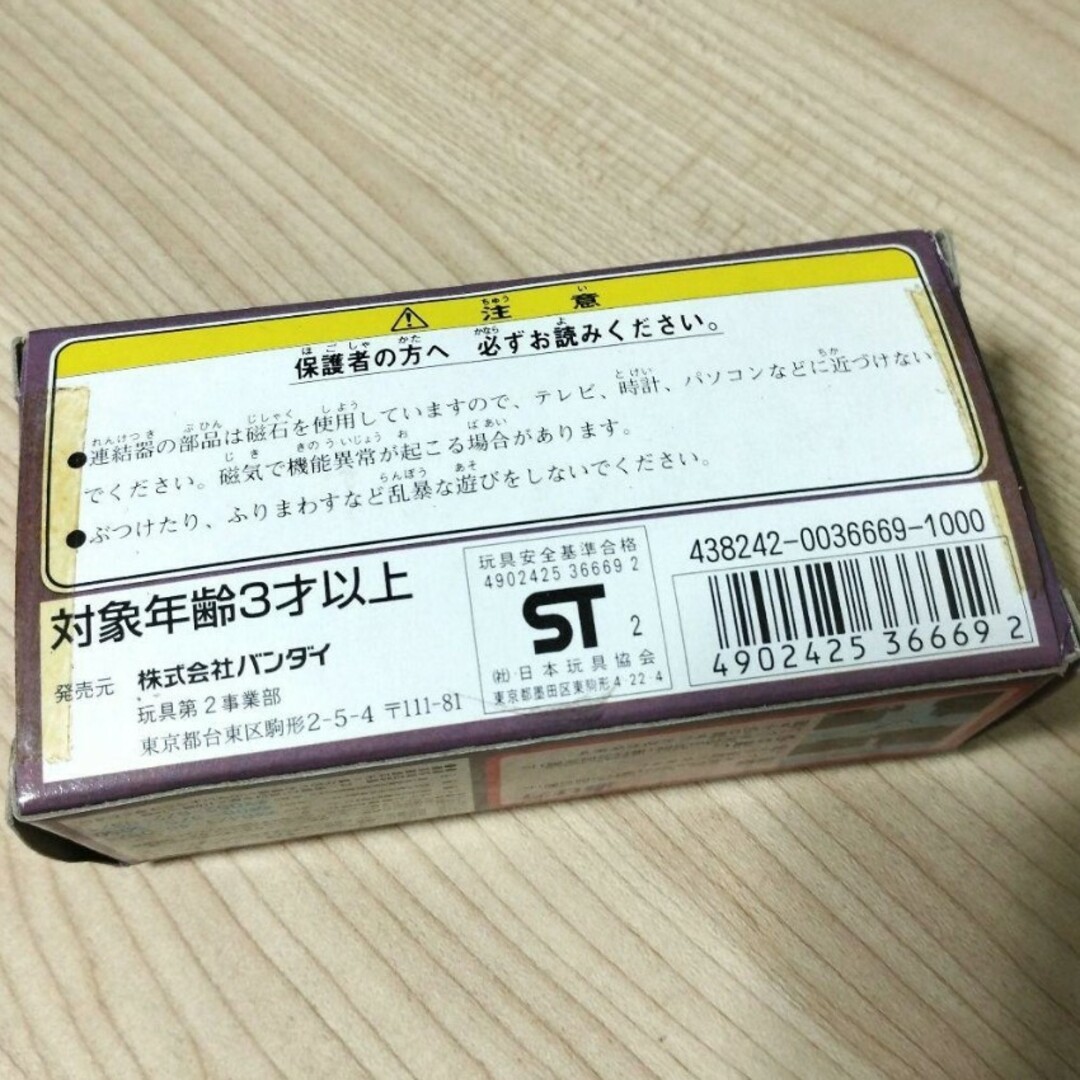 注意
保護者の方へ 必ずお読みください。
●連結器の部品は磁石を使用していますので、テレビ、時計、パソコンなどに近づけない
でください。磁気で機能異常が起こる場合があります。
●ぶつけたり、ふりまわすなど乱暴な遊びをしないでください。
対象年齢3才以上
発売元 株式会社バンダイ
玩具第2事業部
東京都台東区駒形2-5-4 〒111-81
玩具安全基準合格
4902425 36669 2
ST 2
㈳・日本玩具協会
東京都墨田区東駒形4-22-4
438242-0036669-1000
4902425 366692